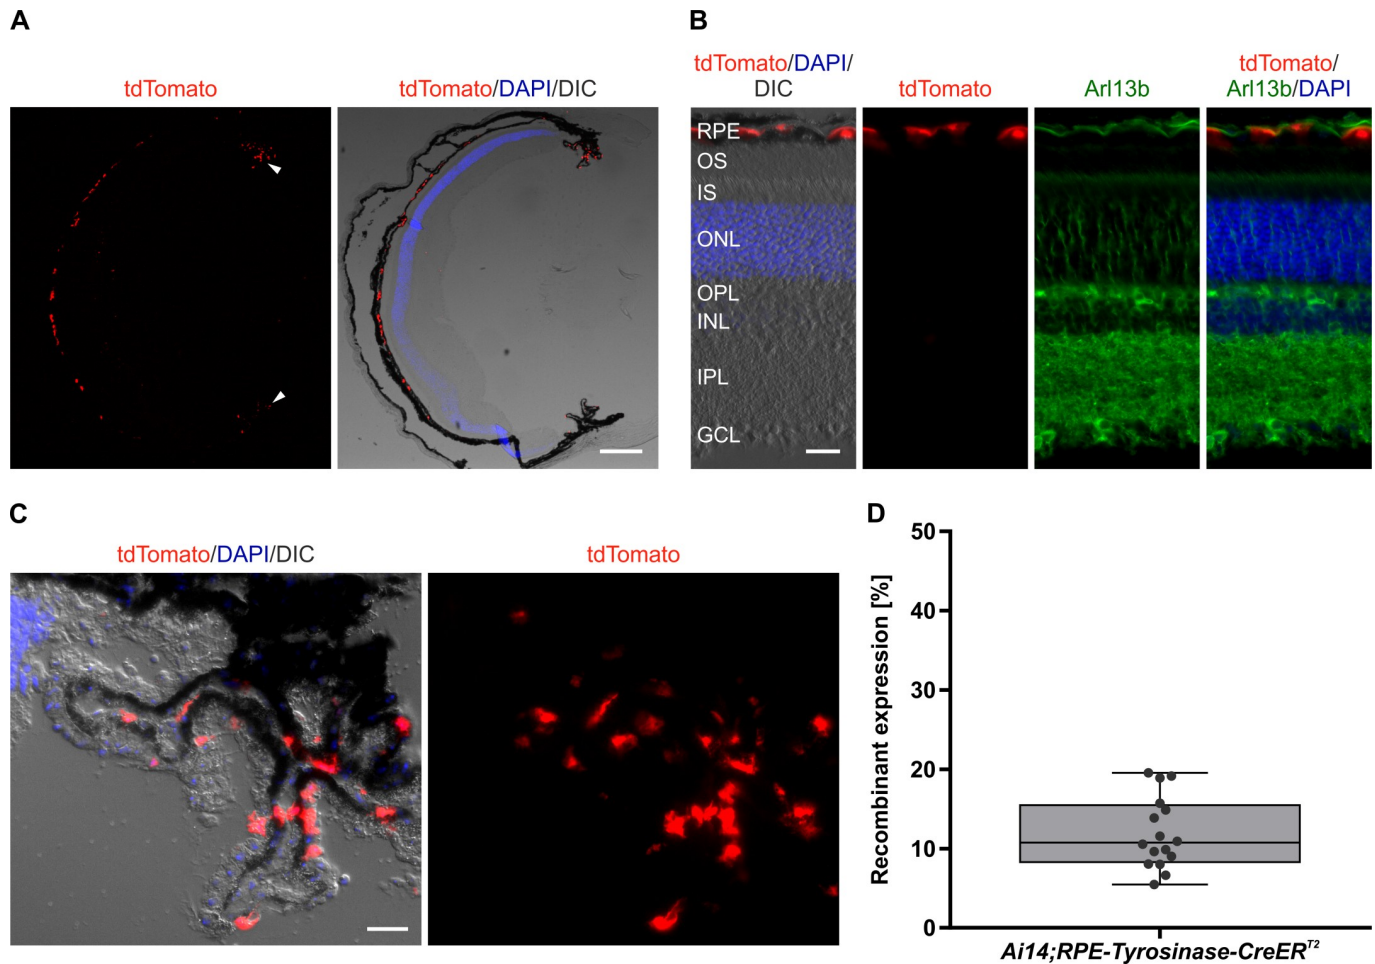 A
tdTomato
tdTomato/DAPI/DIC
B
tdTomato/DAPI/
DIC
tdTomato
Arl13b
tdTomato/
Arl13b/DAPI
RPE
OS
IS
ONL
OPL
INL
IPL
GCL
C
tdTomato/DAPI/DIC
tdTomato
D
Recombinant expression [%]
50
40
30
20
10
0
Ai14;RPE-Tyrosinase-CreERT2